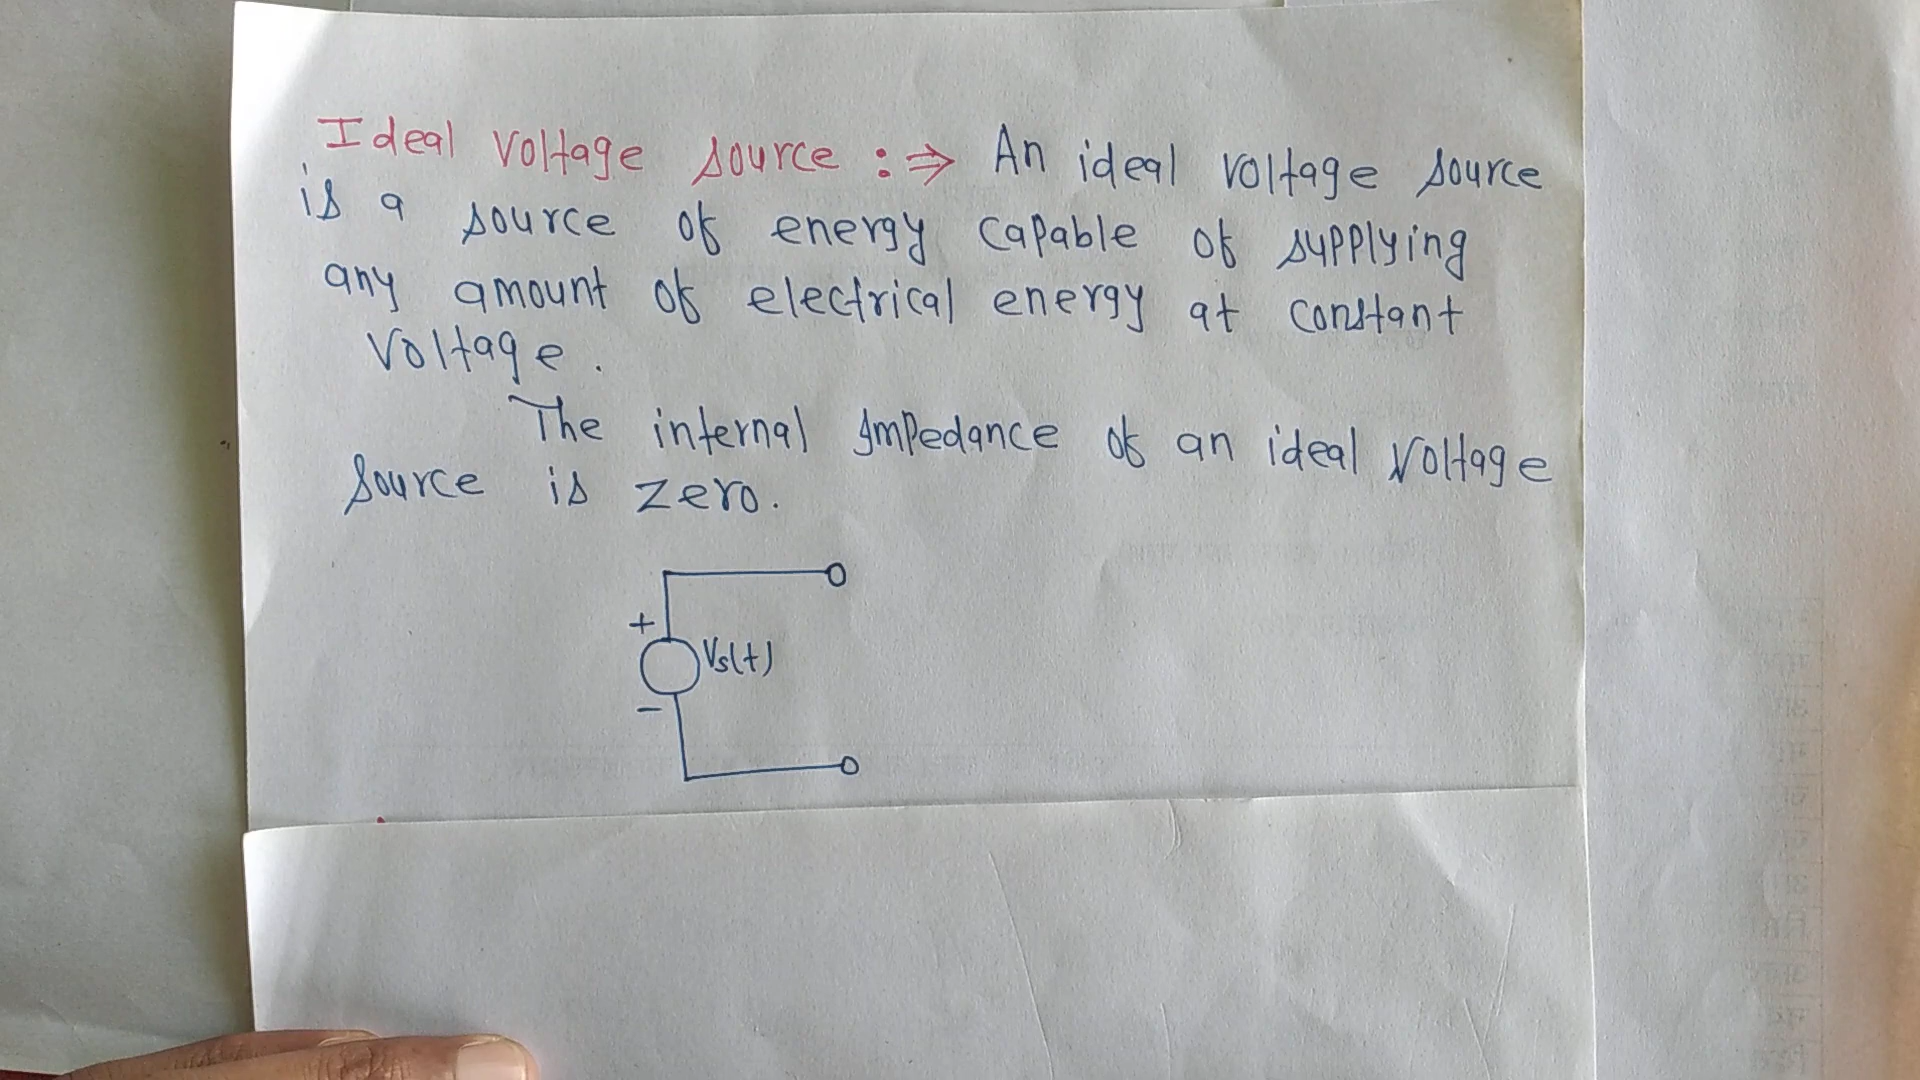 Ideal Voltage source :⇒ An ideal voltage source
is a source of energy capable of supplying
any amount of electrical energy at constant
Voltage.
The internal Impedance of an ideal Voltage
Source is zero.
+
Vs(t)
−